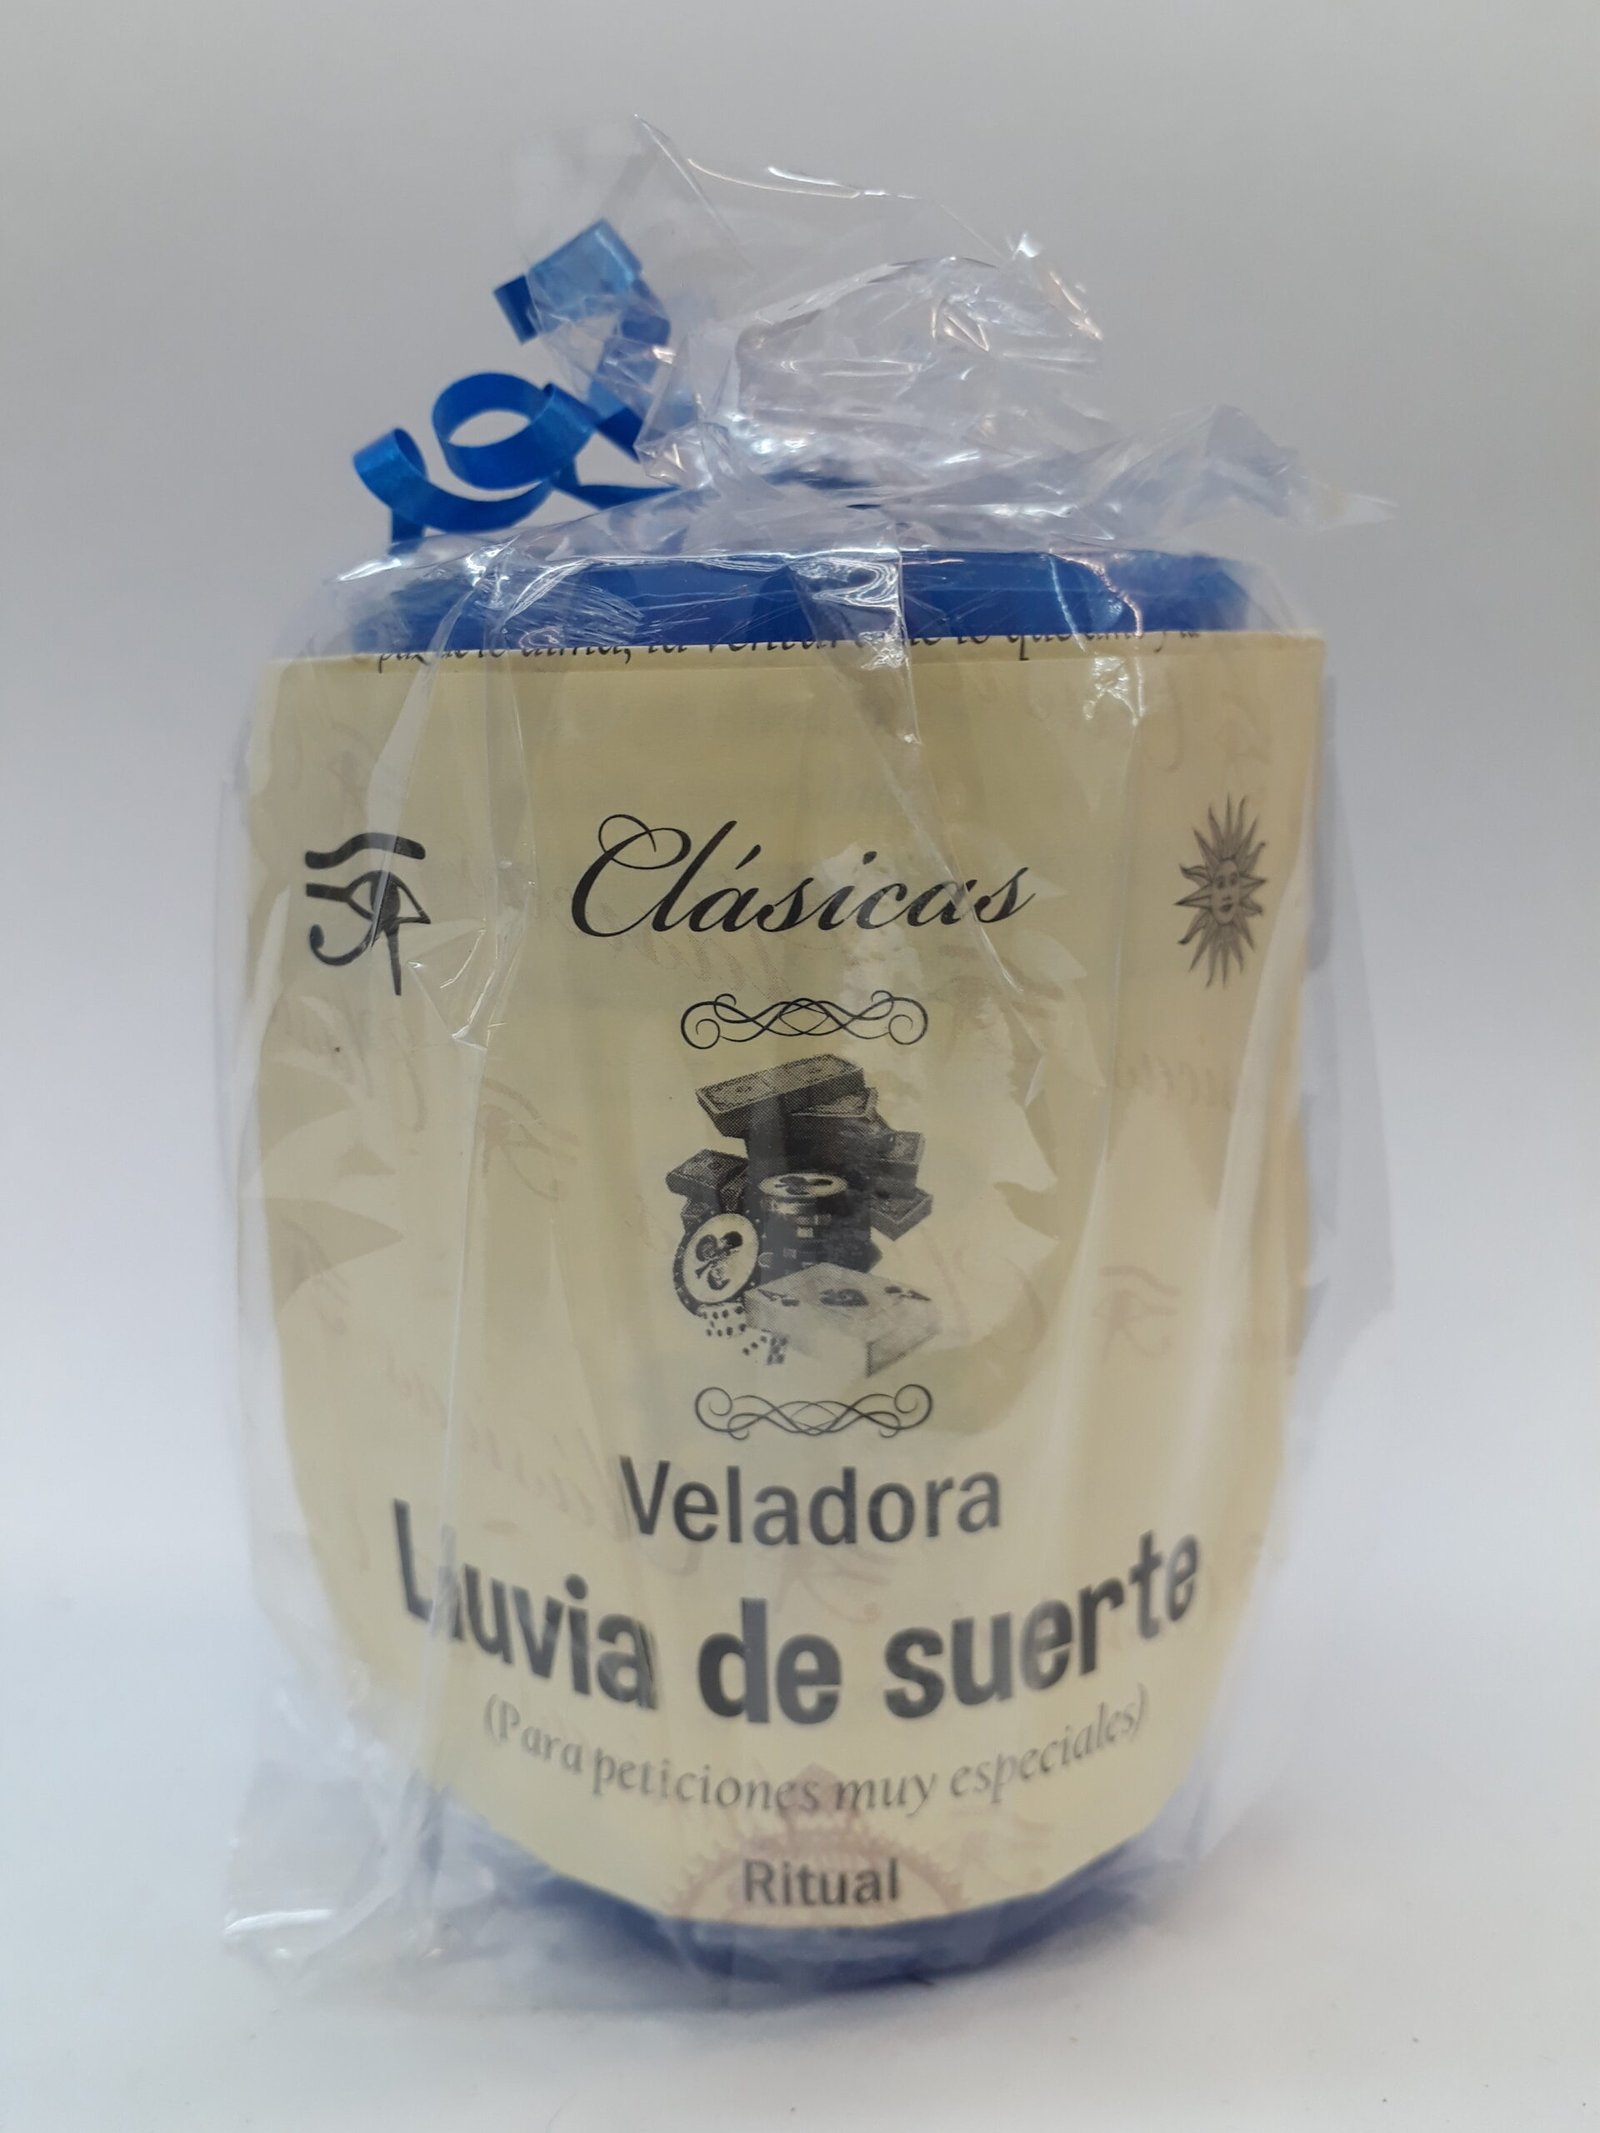 Clásicas
Veladora
Lluvia de suerte
(Para peticiones muy especiales)
Ritual